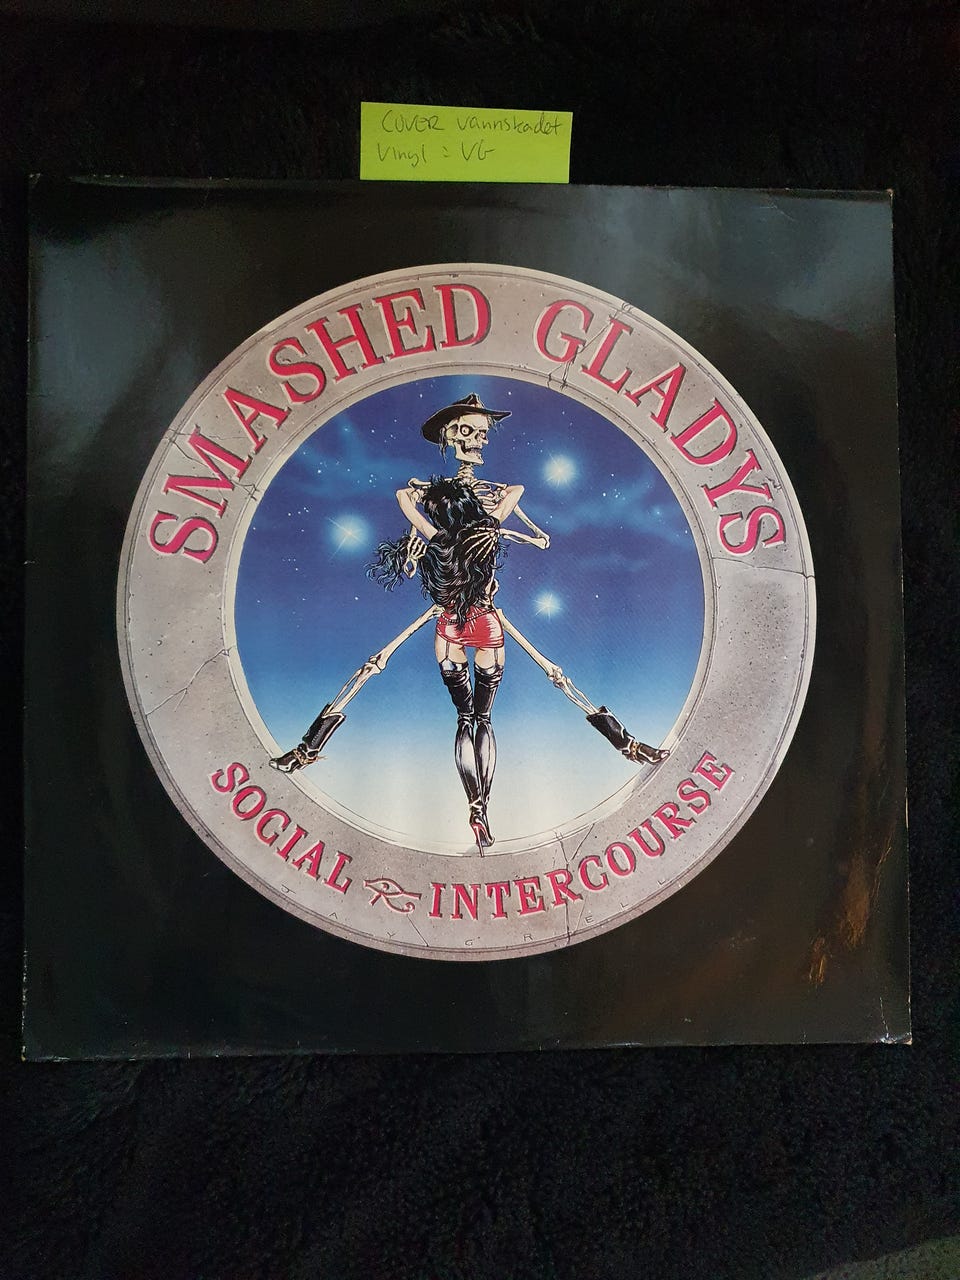 COVER vannskadet
Vinyl = VG
SMASHED GLADYS
SOCIAL INTERCOURSE